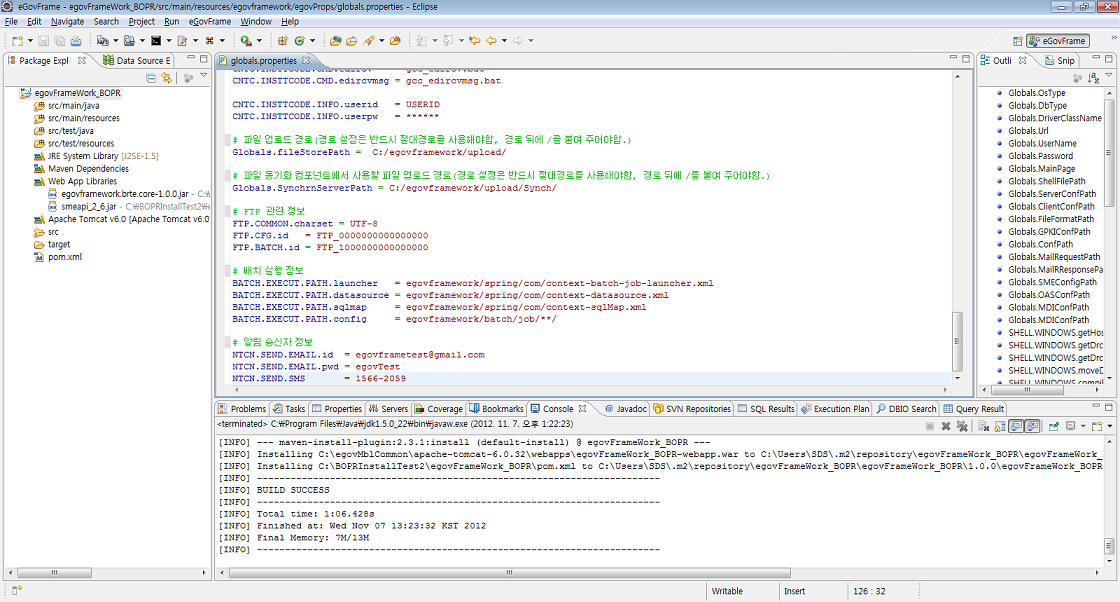 eGovFrame - egovFrameWork_BOPR/src/main/resources/egovframework/egovProps/globals.properties - Eclipse
File Edit Navigate Search Project Run eGovFrame Window Help
eGovFrame
Package Expl
Data Source E
egovFrameWork_BOPR
src/main/java
src/main/resources
src/test/java
src/test/resources
JRE System Library [J2SE-1.5]
Maven Dependencies
Web App Libraries
egovframework.brte.core-1.0.0.jar - C:₩
smeapi_2_6.jar - C:₩BOPRInstallTest2₩e
Apache Tomcat v6.0 [Apache Tomcat v6.0
src
target
pom.xml
globals.properties
CNTC.INSTTCODE.CMD.edircv = gcc_edircv.bat
CNTC.INSTTCODE.CMD.edircvmsg = gcc_edircvmsg.bat
CNTC.INSTTCODE.INFO.userid = USERID
CNTC.INSTTCODE.INFO.userpw = ******
# 파일 업로드 경로(경로 설정은 반드시 절대경로를 사용해야함, 경로 뒤에 /를 붙여 주어야함.)
Globals.fileStorePath = C:/egovframework/upload/
# 파일 동기화 컴포넌트에서 사용할 파일 업로드 경로(경로 설정은 반드시 절대경로를 사용해야함, 경로 뒤에 /를 붙여 주어야함.)
Globals.SynchrnServerPath = C:/egovframework/upload/Synch/
# FTP 관련 정보
FTP.COMMON.charset = UTF-8
FTP.CFG.id = FTP_0000000000000000
FTP.BATCH.id = FTP_1000000000000000
# 배치 실행 정보
BATCH.EXECUT.PATH.launcher = egovframework/spring/com/context-batch-job-launcher.xml
BATCH.EXECUT.PATH.datasource = egovframework/spring/com/context-datasource.xml
BATCH.EXECUT.PATH.sqlmap = egovframework/spring/com/context-sqlMap.xml
BATCH.EXECUT.PATH.config = egovframework/batch/job/**/
# 알림 송신자 정보
NTCN.SEND.EMAIL.id = egovframetest@gmail.com
NTCN.SEND.EMAIL.pwd = egovTest
NTCN.SEND.SMS = 1566-2059
Outli
Snip
Globals.OsType
Globals.DbType
Globals.DriverClassName
Globals.Url
Globals.UserName
Globals.Password
Globals.MainPage
Globals.ShellFilePath
Globals.ServerConfPath
Globals.ClientConfPath
Globals.FileFormatPath
Globals.GPKIConfPath
Globals.ConfPath
Globals.MailRequestPath
Globals.MailRResponsePa
Globals.SMEConfigPath
Globals.OASConfPath
Globals.MDIConfPath
Globals.MDIConfPath
SHELL.WINDOWS.getHos
SHELL.WINDOWS.getDrc
SHELL.WINDOWS.getDrc
SHELL.WINDOWS.moveD
SHELL.WINDOWS.compil
Problems Tasks Properties Servers Coverage Bookmarks Console Javadoc SVN Repositories SQL Results Execution Plan DBIO Search Query Result
<terminated> C:₩Program Files₩Java₩jdk1.5.0_22₩bin₩javaw.exe (2012. 11. 7. 오후 1:22:23)
[INFO] --- maven-install-plugin:2.3.1:install (default-install) @ egovFrameWork_BOPR ---
[INFO] Installing C:\egovMblCommon\apache-tomcat-6.0.32\webapps\egovFrameWork_BOPR-webapp.war to C:\Users\SDS\.m2\repository\egovFrameWork_BOPR\egovFrameWork_
[INFO] Installing C:\BOPRInstallTest2\egovFrameWork_BOPR\pom.xml to C:\Users\SDS\.m2\repository\egovFrameWork_BOPR\egovFrameWork_BOPR\1.0.0\egovFrameWork_BOPR
[INFO] ------------------------------------------------------------------------
[INFO] BUILD SUCCESS
[INFO] ------------------------------------------------------------------------
[INFO] Total time: 1:06.428s
[INFO] Finished at: Wed Nov 07 13:23:32 KST 2012
[INFO] Final Memory: 7M/13M
[INFO] ------------------------------------------------------------------------
Writable Insert 126 : 32